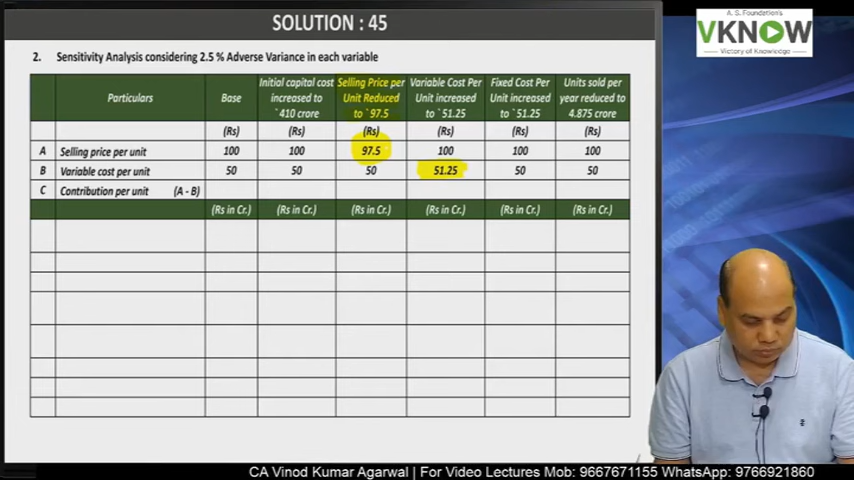 SOLUTION : 45
A. S. Foundation's
VKNOW
Victory of Knowledge
2. Sensitivity Analysis considering 2.5 % Adverse Variance in each variable
Particulars
Base
Initial capital cost increased to `410 crore
Selling Price per Unit Reduced to `97.5
Variable Cost Per Unit increased to `51.25
Fixed Cost Per Unit increased to `51.25
Units sold per year reduced to 4.875 crore
(Rs) (Rs) (Rs) (Rs) (Rs) (Rs)
A Selling price per unit 100 100 97.5 100 100 100
B Variable cost per unit 50 50 50 51.25 50 50
C Contribution per unit (A - B)
(Rs in Cr.) (Rs in Cr.) (Rs in Cr.) (Rs in Cr.) (Rs in Cr.) (Rs in Cr.)
CA Vinod Kumar Agarwal | For Video Lectures Mob: 9667671155 WhatsApp: 9766921860